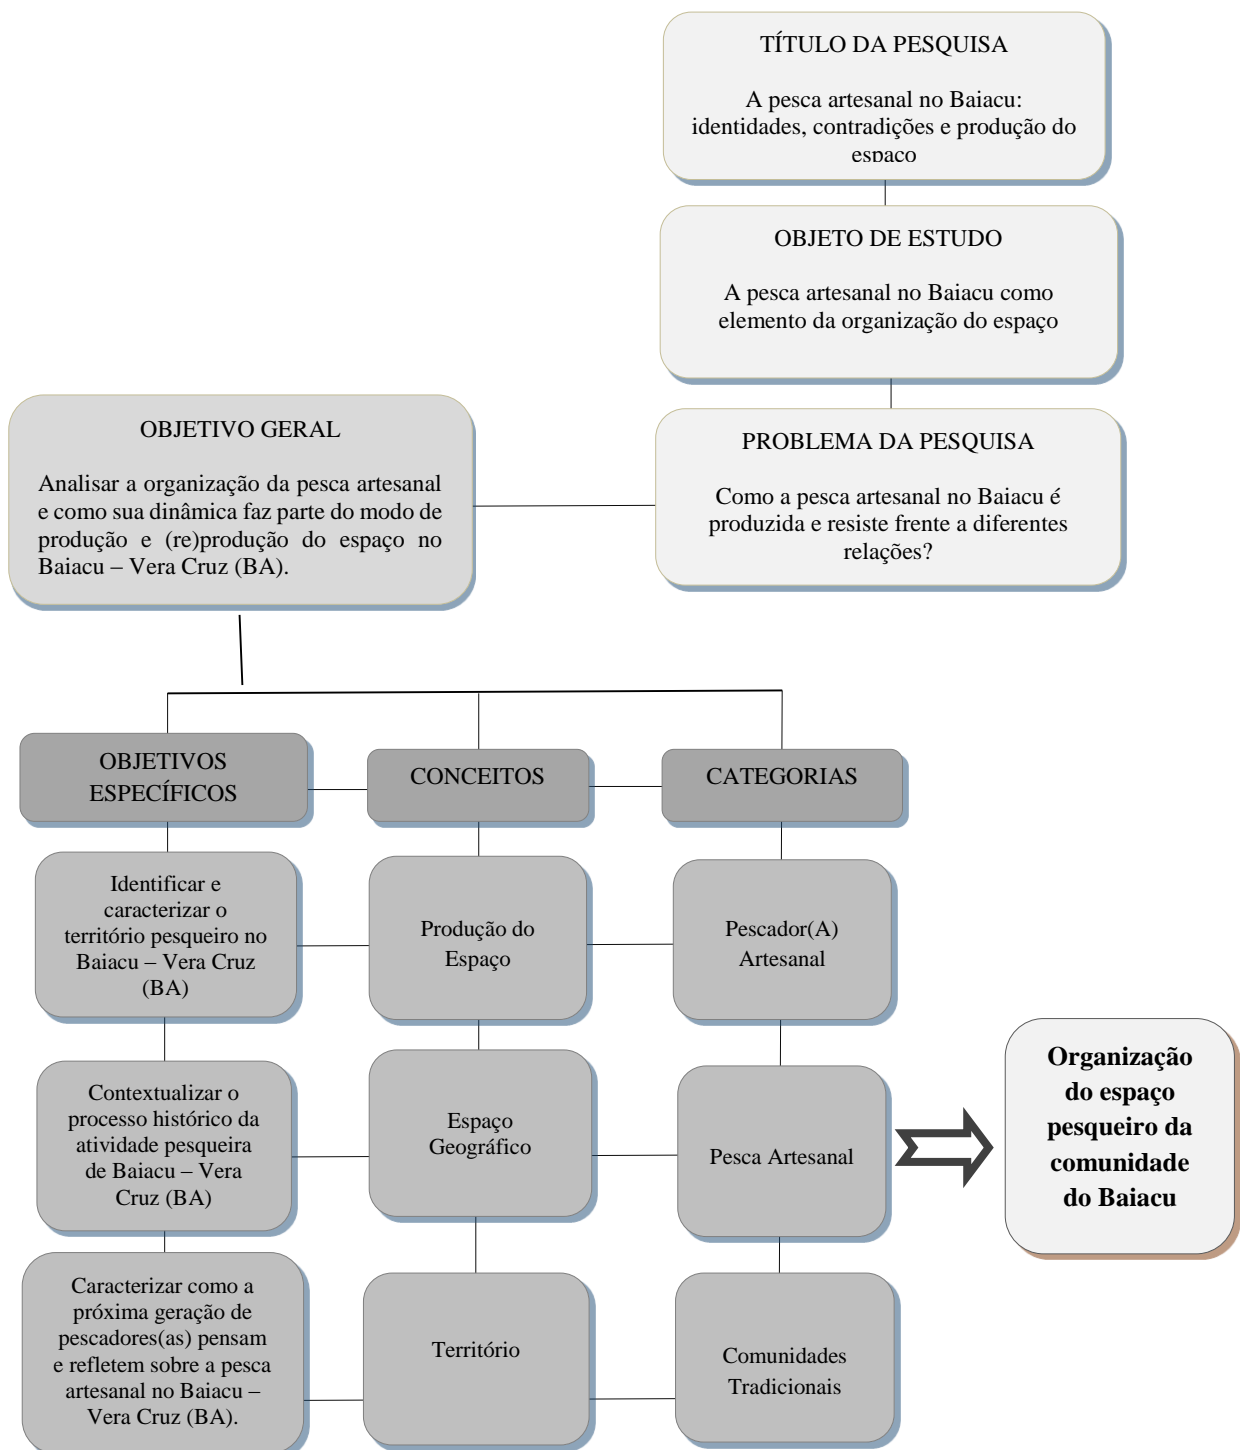 TÍTULO DA PESQUISA
A pesca artesanal no Baiacu:
identidades, contradições e produção do
espaço
OBJETO DE ESTUDO
A pesca artesanal no Baiacu como
elemento da organização do espaço
OBJETIVO GERAL
Analisar a organização da pesca artesanal
e como sua dinâmica faz parte do modo de
produção e (re)produção do espaço no
Baiacu – Vera Cruz (BA).
PROBLEMA DA PESQUISA
Como a pesca artesanal no Baiacu é
produzida e resiste frente a diferentes
relações?
OBJETIVOS
ESPECÍFICOS
CONCEITOS
CATEGORIAS
Identificar e
caracterizar o
território pesqueiro no
Baiacu – Vera Cruz
(BA)
Produção do
Espaço
Pescador(A)
Artesanal
Contextualizar o
processo histórico da
atividade pesqueira
de Baiacu – Vera
Cruz (BA)
Espaço
Geográfico
Pesca Artesanal
Organização
do espaço
pesqueiro da
comunidade
do Baiacu
Caracterizar como a
próxima geração de
pescadores(as) pensam
e refletem sobre a pesca
artesanal no Baiacu –
Vera Cruz (BA).
Território
Comunidades
Tradicionais